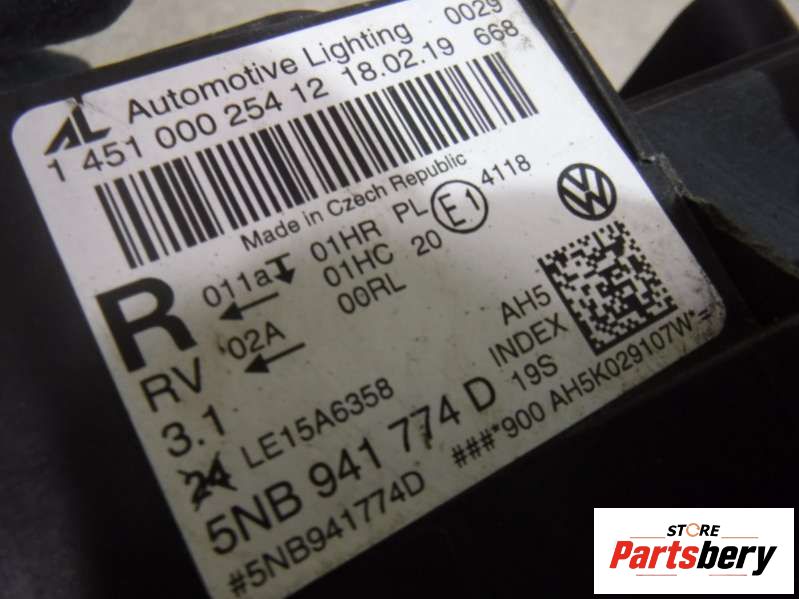 AL Automotive Lighting 0029
1 451 000 254 12 18.02.19 668
Made in Czech Republic
R 011a 01HR PL E1 4118
02A 01HC 20
00RL
RV
3.1
24 LE15A6358
AH5
INDEX
19S
5NB 941 774 D
#5NB941774D ###*900 AH5K029107W*=
STORE
Partsbery